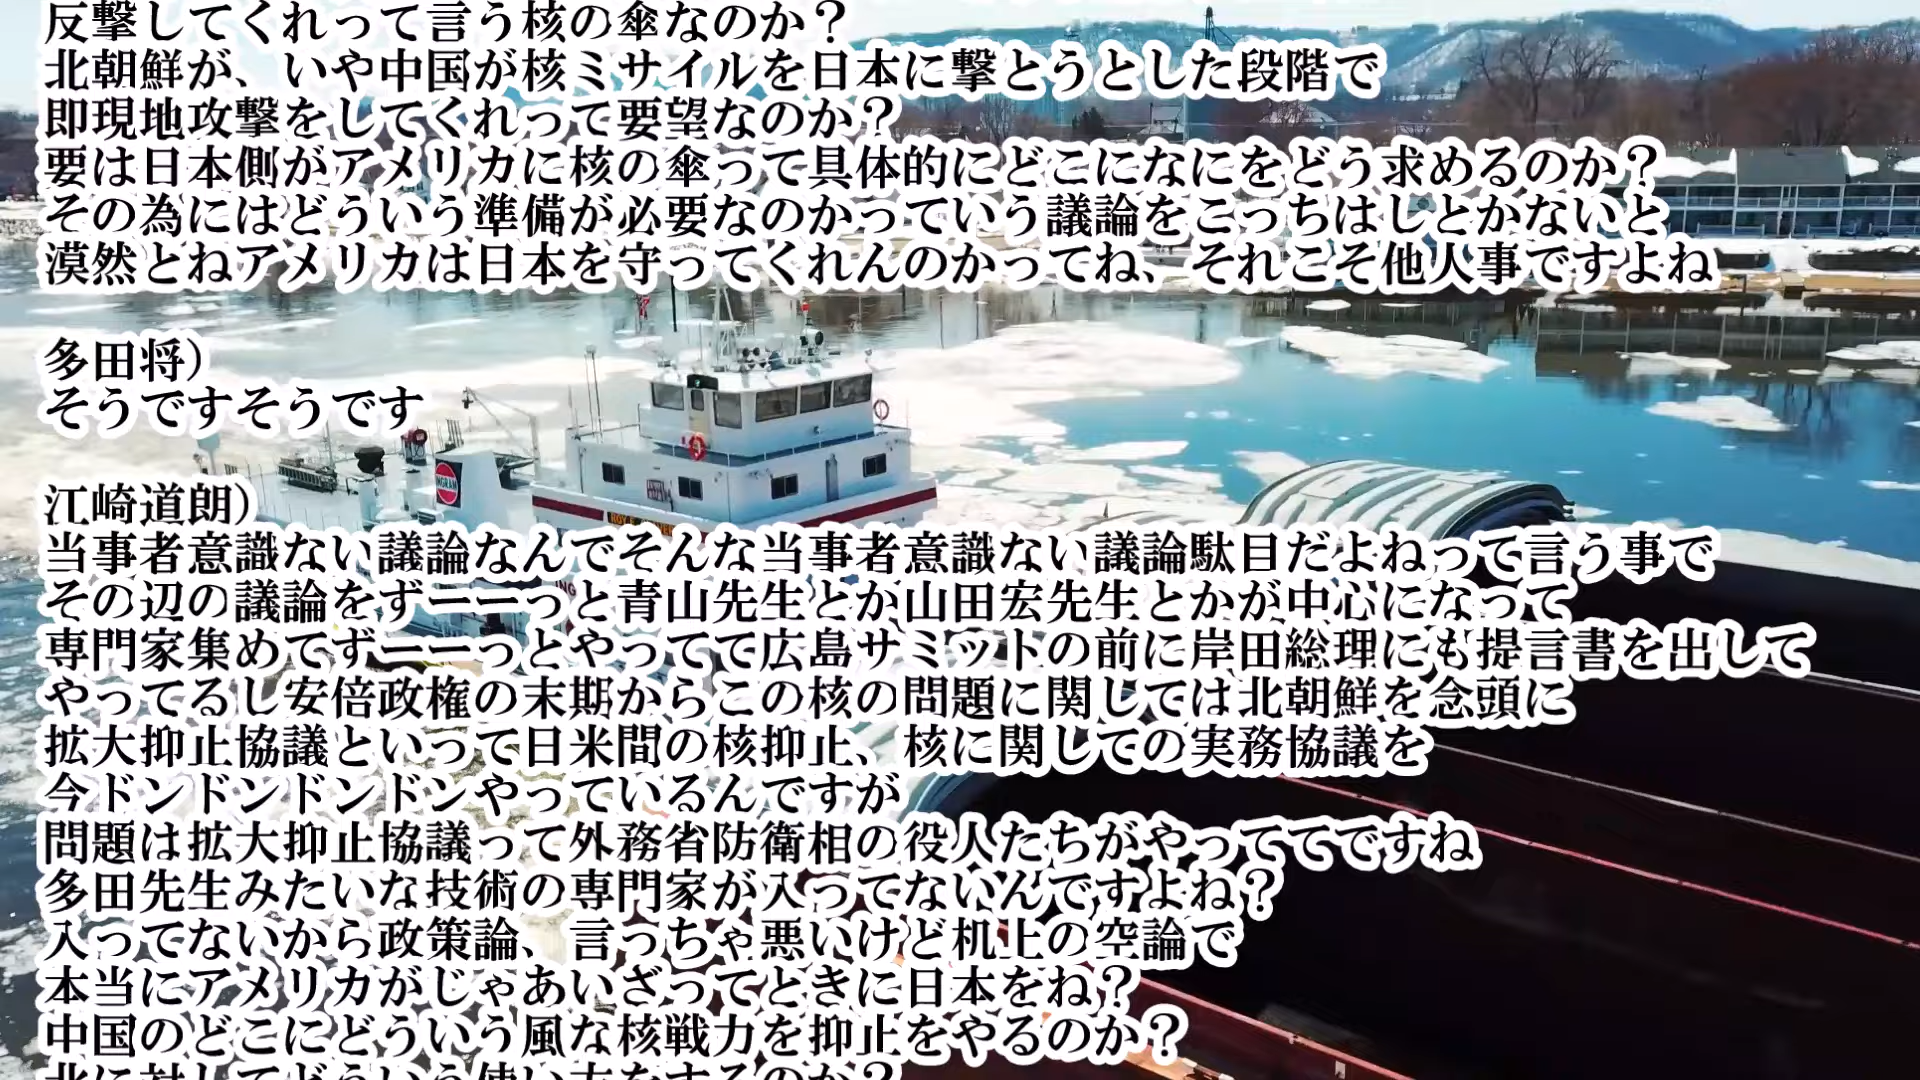 反撃してくれって言う核の傘なのか？
北朝鮮が、いや中国が核ミサイルを日本に撃とうとした段階で
即現地攻撃をしてくれって要望なのか？
要は日本側がアメリカに核の傘って具体的にどこになにをどう求めるのか？
その為にはどういう準備が必要なのかっていう議論をこっちはしとかないと
漠然とねアメリカは日本を守ってくれんのかってね、それこそ他人事ですよね
多田将）
そうですそうです
INGRAM
江崎道朗）
当事者意識ない議論なんでそんな当事者意識ない議論駄目だよねって言う事で
その辺の議論をずーーっと青山先生とか山田宏先生とかが中心になって
専門家集めてずーーっとやってて広島サミットの前に岸田総理にも提言書を出して
やってるし安倍政権の末期からこの核の問題に関しては北朝鮮を念頭に
拡大抑止協議といって日米間の核抑止、核に関しての実務協議を
今ドンドンドンドンやっているんですが
問題は拡大抑止協議って外務省防衛相の役人たちがやっててですね
多田先生みたいな技術の専門家が入ってないんですよね？
入ってないから政策論、言っちゃ悪いけど机上の空論で
本当にアメリカがじゃあいざってときに日本をね？
中国のどこにどういう風な核戦力を抑止をやるのか？
北に対してどういう使い方をするのか？